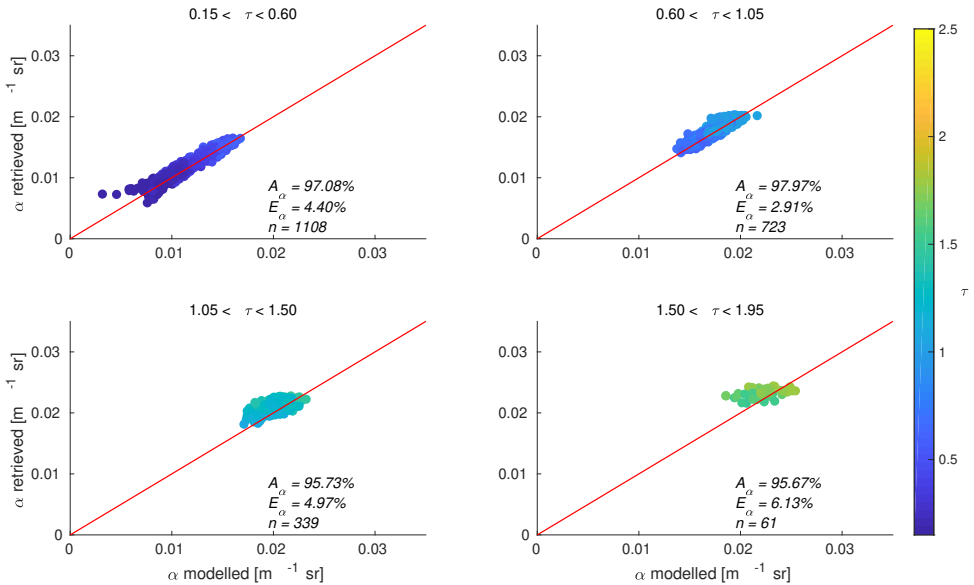 0.15 < τ < 0.60
0.03
0.02
0.01
0
0 0.01 0.02 0.03
α retrieved [m⁻¹ sr]
A_α = 97.08%
E_α = 4.40%
n = 1108
0.60 < τ < 1.05
0.03
0.02
0.01
0
0 0.01 0.02 0.03
A_α = 97.97%
E_α = 2.91%
n = 723
1.05 < τ < 1.50
0.03
0.02
0.01
0
0 0.01 0.02 0.03
α retrieved [m⁻¹ sr]
α modelled [m⁻¹ sr]
A_α = 95.73%
E_α = 4.97%
n = 339
1.50 < τ < 1.95
0.03
0.02
0.01
0
0 0.01 0.02 0.03
α modelled [m⁻¹ sr]
A_α = 95.67%
E_α = 6.13%
n = 61
2.5
2
1.5
1
0.5
τ